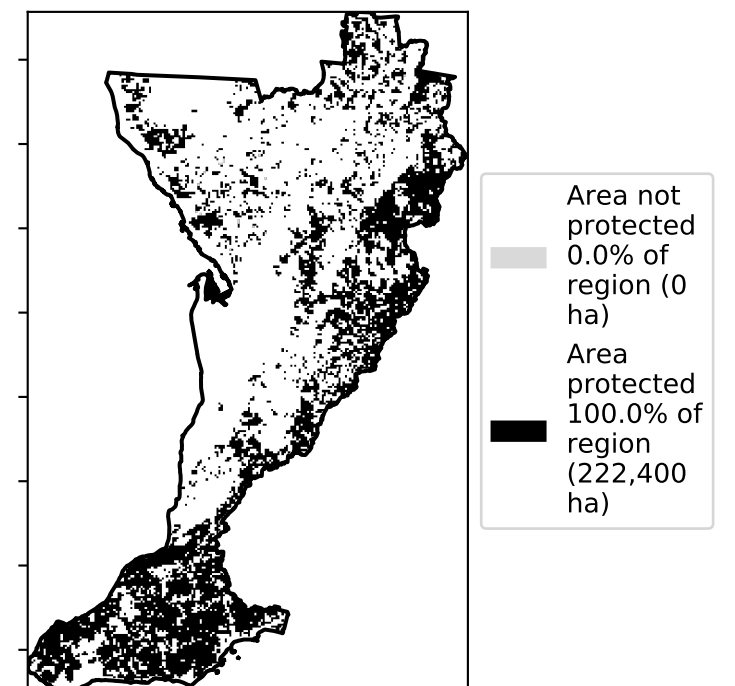 Area not
protected
0.0% of
region (0
ha)
Area
protected
100.0% of
region
(222,400
ha)